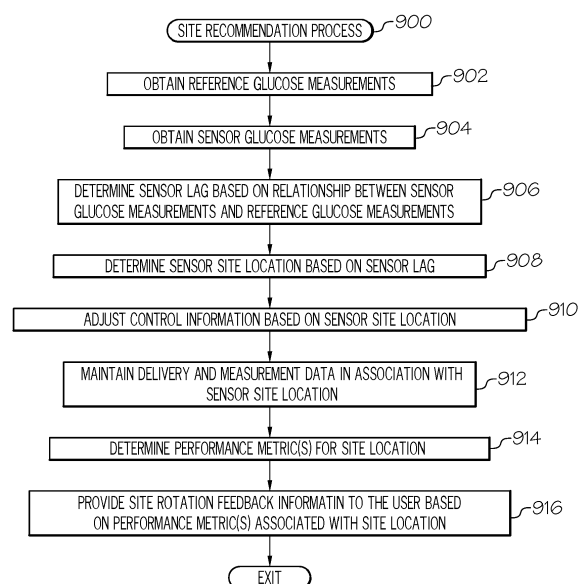 SITE RECOMMENDATION PROCESS 900
OBTAIN REFERENCE GLUCOSE MEASUREMENTS 902
OBTAIN SENSOR GLUCOSE MEASUREMENTS 904
DETERMINE SENSOR LAG BASED ON RELATIONSHIP BETWEEN SENSOR
GLUCOSE MEASUREMENTS AND REFERENCE GLUCOSE MEASUREMENTS 906
DETERMINE SENSOR SITE LOCATION BASED ON SENSOR LAG 908
ADJUST CONTROL INFORMATION BASED ON SENSOR SITE LOCATION 910
MAINTAIN DELIVERY AND MEASUREMENT DATA IN ASSOCIATION WITH
SENSOR SITE LOCATION 912
DETERMINE PERFORMANCE METRIC(S) FOR SITE LOCATION 914
PROVIDE SITE ROTATION FEEDBACK INFORMATIN TO THE USER BASED
ON PERFORMANCE METRIC(S) ASSOCIATED WITH SITE LOCATION 916
EXIT